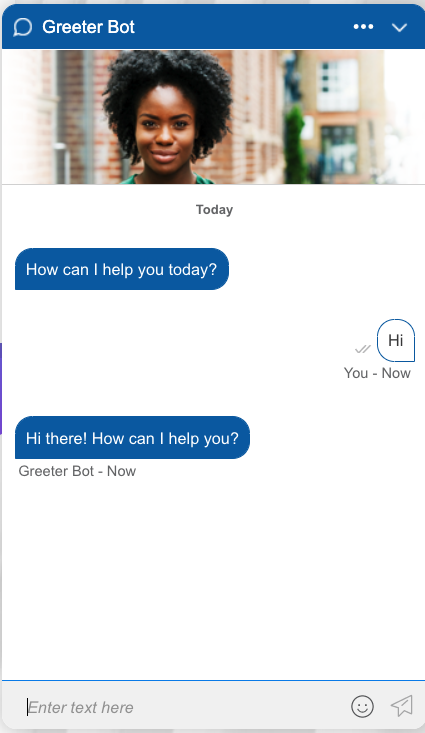 Greeter Bot
Today
How can I help you today?
Hi
You - Now
Hi there! How can I help you?
Greeter Bot - Now
Enter text here